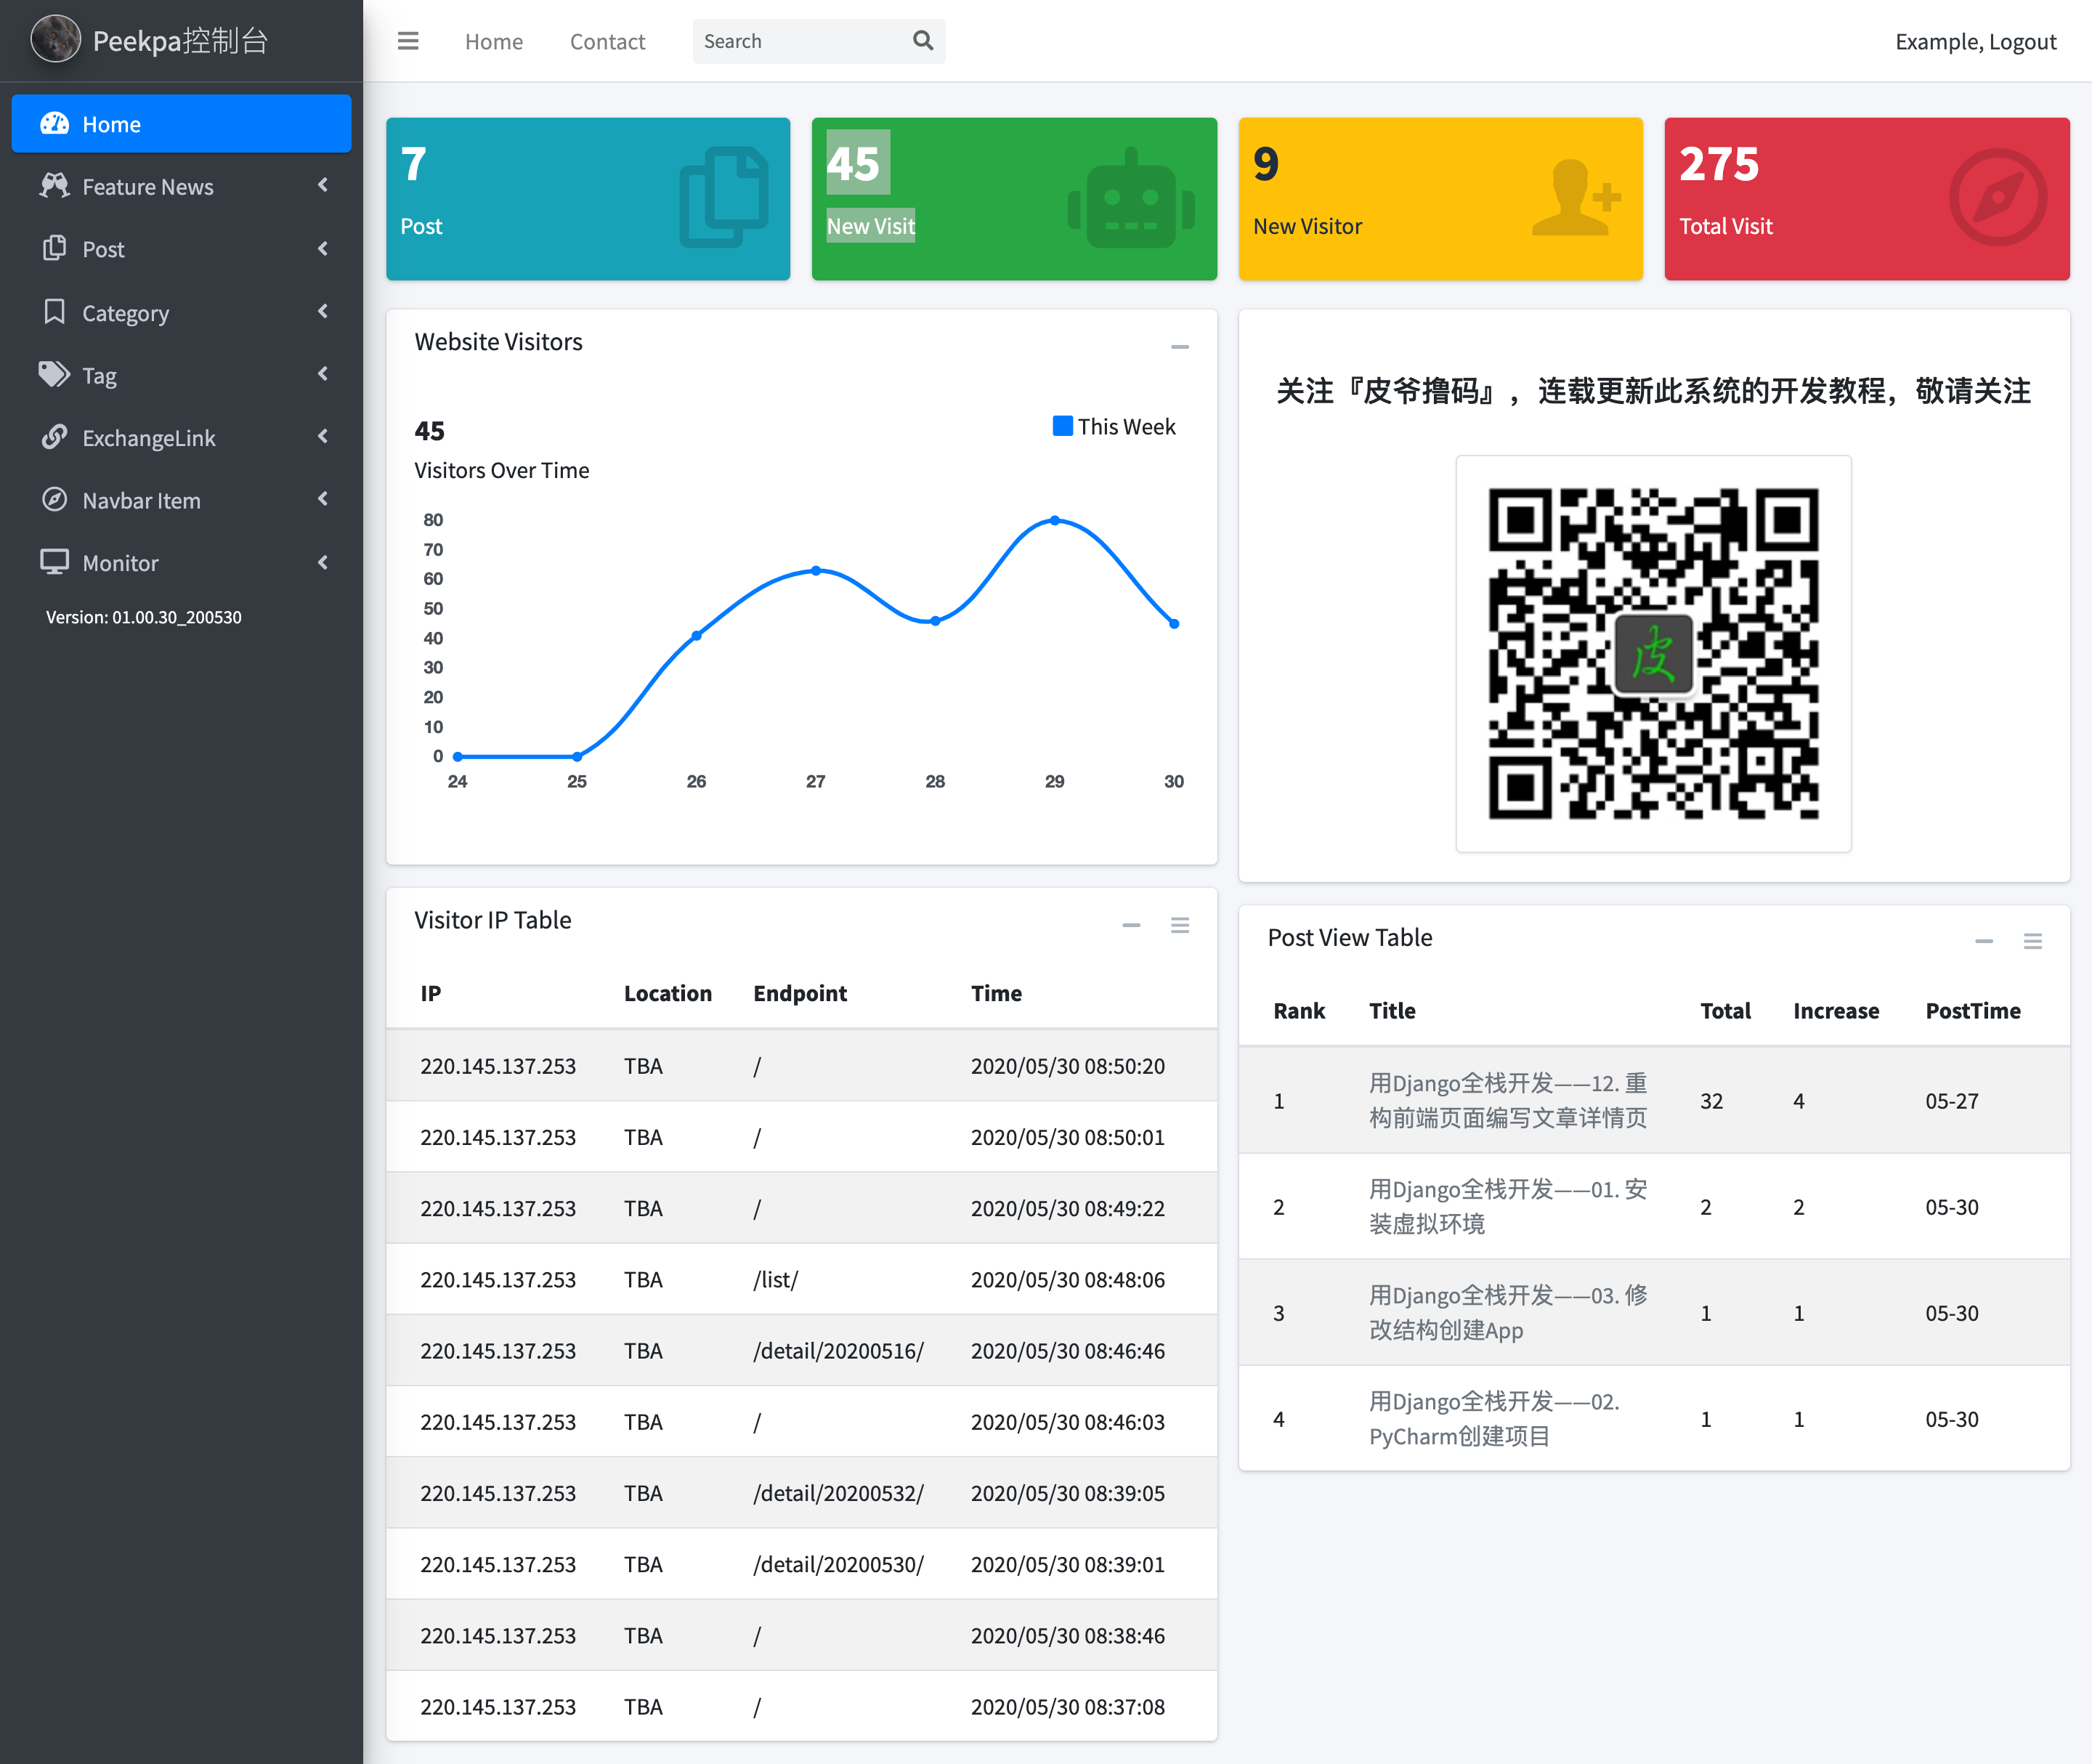 Peekpa控制台
Home Contact Search Example, Logout
Home
Feature News
Post
Category
Tag
ExchangeLink
Navbar Item
Monitor
Version: 01.00.30_200530
7
Post
45
New Visit
9
New Visitor
275
Total Visit
Website Visitors
45
This Week
Visitors Over Time
80
70
60
50
40
30
20
10
0
24 25 26 27 28 29 30
关注『皮爷撸码』，连载更新此系统的开发教程，敬请关注
皮
Visitor IP Table
IP Location Endpoint Time
220.145.137.253 TBA / 2020/05/30 08:50:20
220.145.137.253 TBA / 2020/05/30 08:50:01
220.145.137.253 TBA / 2020/05/30 08:49:22
220.145.137.253 TBA /list/ 2020/05/30 08:48:06
220.145.137.253 TBA /detail/20200516/ 2020/05/30 08:46:46
220.145.137.253 TBA / 2020/05/30 08:46:03
220.145.137.253 TBA /detail/20200532/ 2020/05/30 08:39:05
220.145.137.253 TBA /detail/20200530/ 2020/05/30 08:39:01
220.145.137.253 TBA / 2020/05/30 08:38:46
220.145.137.253 TBA / 2020/05/30 08:37:08
Post View Table
Rank Title Total Increase PostTime
1 用Django全栈开发——12. 重 32 4 05-27
构前端页面编写文章详情页
2 用Django全栈开发——01. 安 2 2 05-30
装虚拟环境
3 用Django全栈开发——03. 修 1 1 05-30
改结构创建App
4 用Django全栈开发——02. 1 1 05-30
PyCharm创建项目